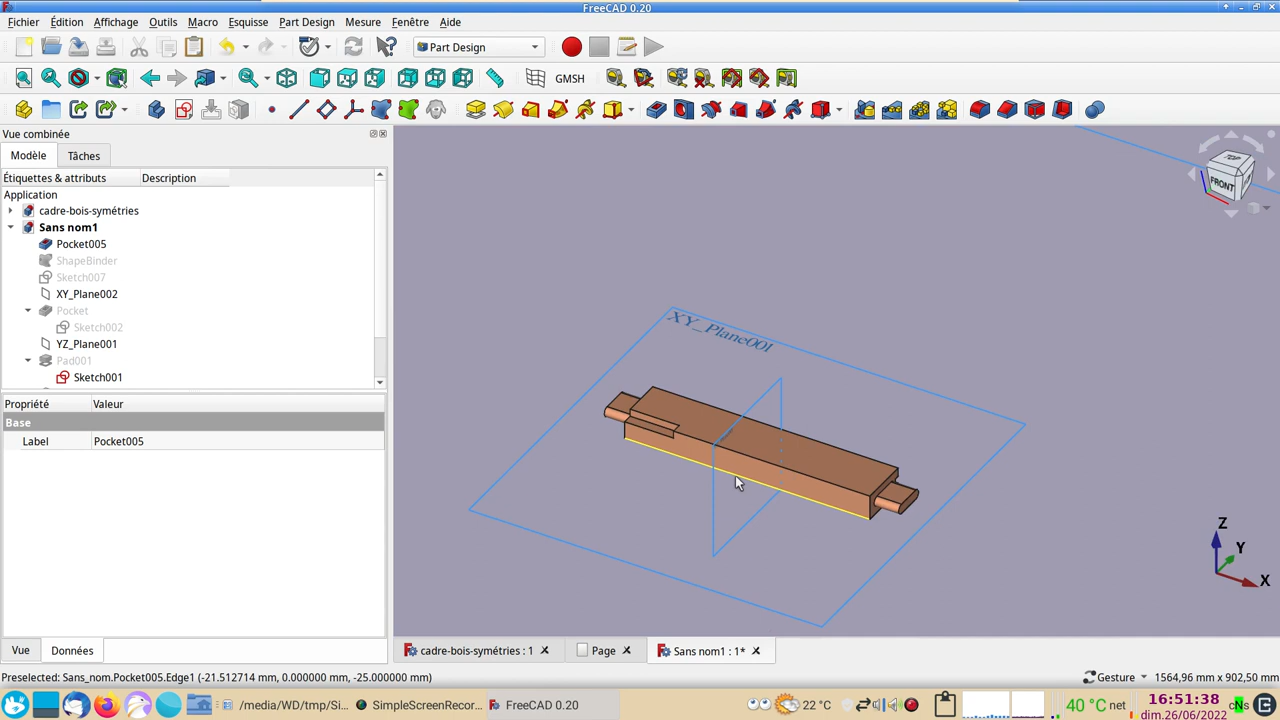 FreeCAD 0.20
Fichier Édition Affichage Outils Macro Esquisse Part Design Mesure Fenêtre Aide
Part Design
GMSH
Vue combinée
Modèle Tâches
Étiquettes & attributs Description
Application
cadre-bois-symétries
Sans nom1
Pocket005
ShapeBinder
Sketch007
XY_Plane002
Pocket
Sketch002
YZ_Plane001
Pad001
Sketch001
Propriété Valeur
Base
Label Pocket005
Vue Données
XY_Plane001
TOP
FRONT
Z
Y
X
cadre-bois-symétries : 1 Page Sans nom1 : 1*
Preselected: Sans_nom.Pocket005.Edge1 (-21.512714 mm, 0.000000 mm, -25.000000 mm) Gesture 1564,96 mm x 902,50 mm
/media/WD/tmp/Si... SimpleScreenRecor... FreeCAD 0.20 22 °C 40 °C net 16:51:38 cNs
dim.26/06/2022